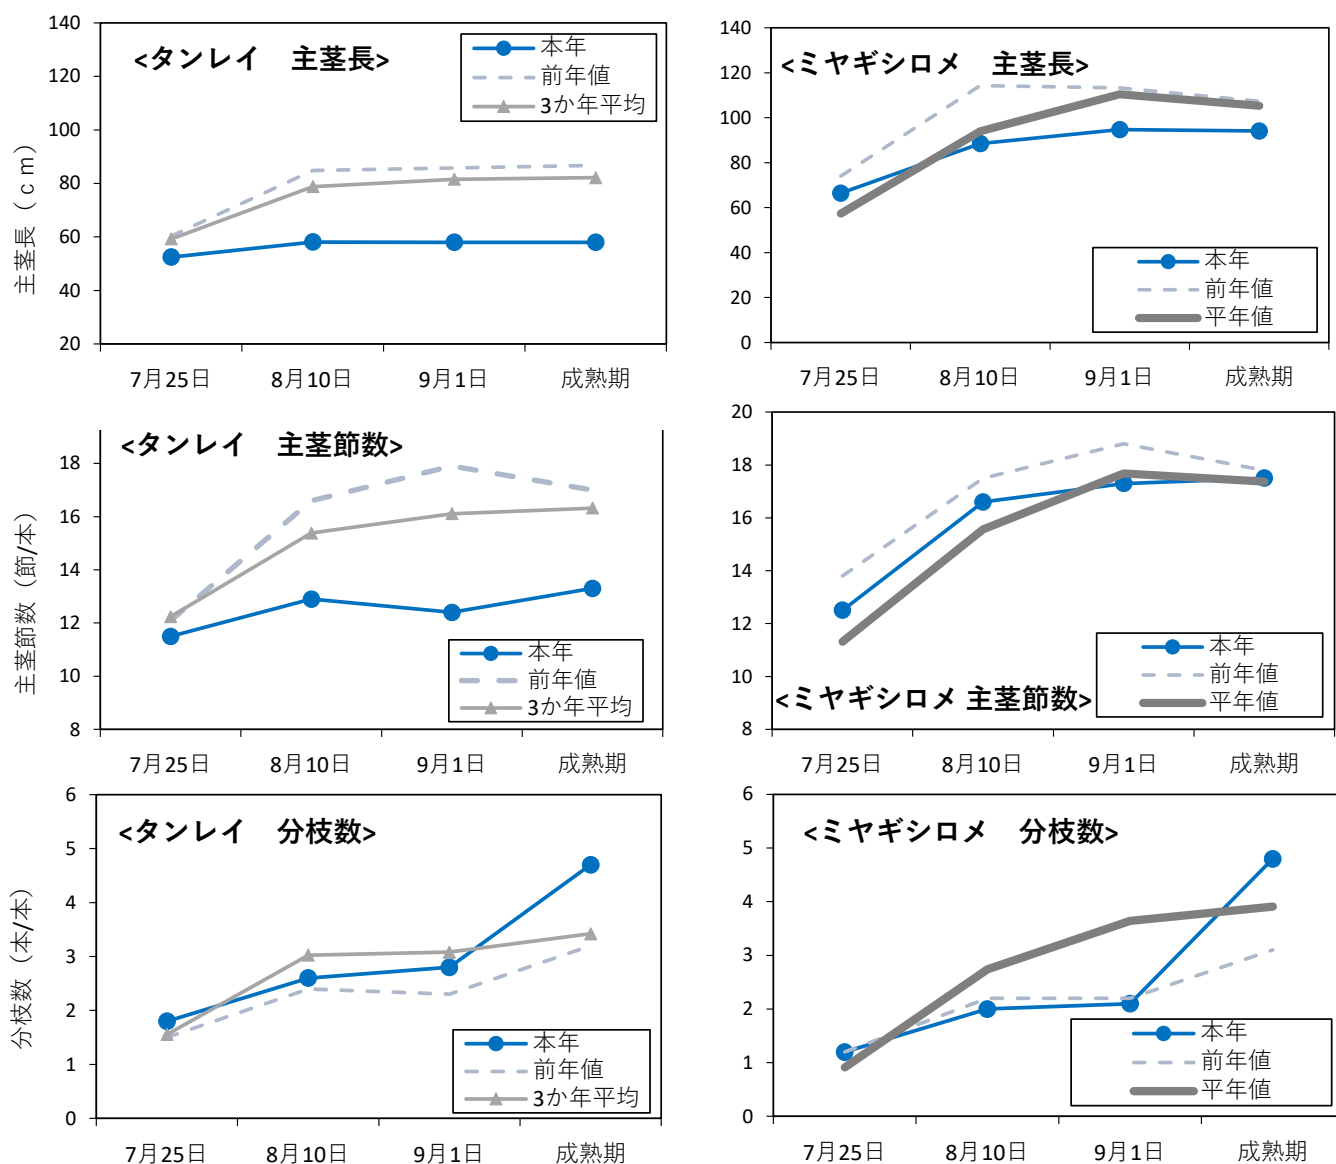 <タンレイ　主茎長>
本年
前年値
3か年平均
主茎長（ｃｍ）
140
120
100
80
60
40
20
7月25日
8月10日
9月1日
成熟期
<ミヤギシロメ　主茎長>
本年
前年値
平年値
140
120
100
80
60
40
20
0
7月25日
8月10日
9月1日
成熟期
<タンレイ　主茎節数>
本年
前年値
3か年平均
主茎節数（節/本）
18
16
14
12
10
8
7月25日
8月10日
9月1日
成熟期
<ミヤギシロメ 主茎節数>
本年
前年値
平年値
20
18
16
14
12
10
8
7月25日
8月10日
9月1日
成熟期
<タンレイ　分枝数>
本年
前年値
3か年平均
分枝数（本/本）
6
5
4
3
2
1
0
7月25日
8月10日
9月1日
成熟期
<ミヤギシロメ　分枝数>
本年
前年値
平年値
6
5
4
3
2
1
0
7月25日
8月10日
9月1日
成熟期